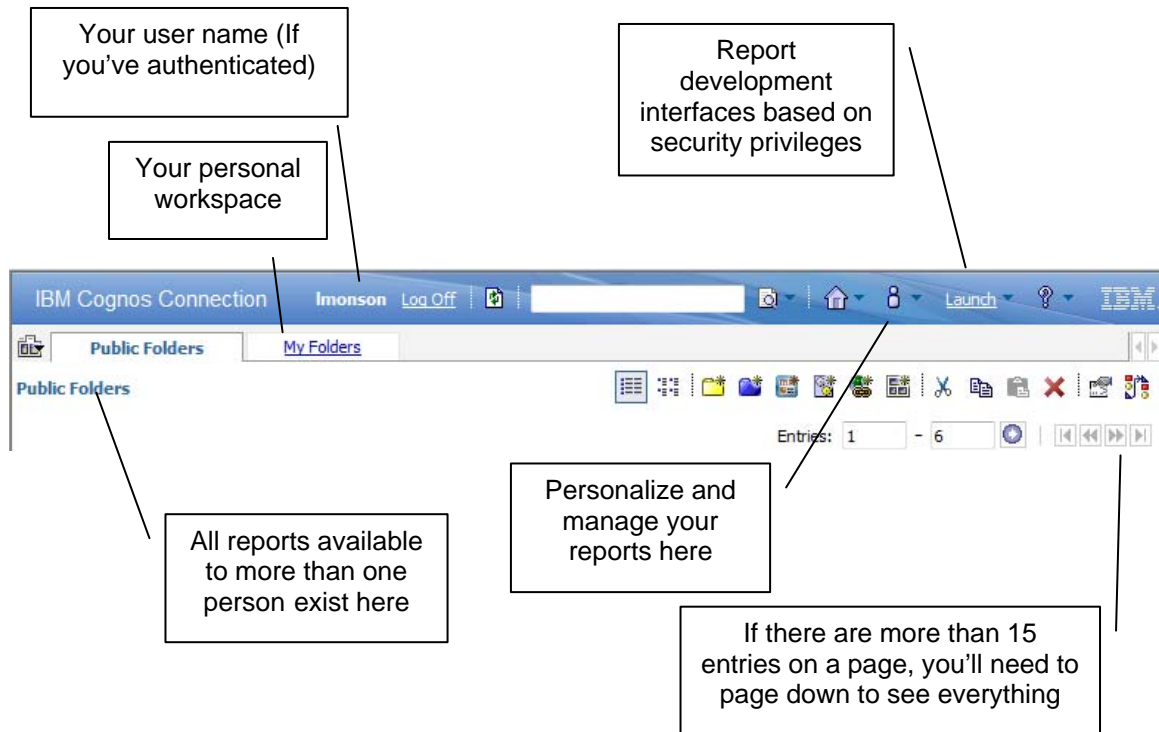 Your user name (If
you’ve authenticated)
Report
development
interfaces based on
security privileges
Your personal
workspace
IBM Cognos Connection lmonson Log Off Launch IBM.
Public Folders My Folders
Public Folders
Entries: 1 - 6
Personalize and
manage your
reports here
All reports available
to more than one
person exist here
If there are more than 15
entries on a page, you’ll need to
page down to see everything